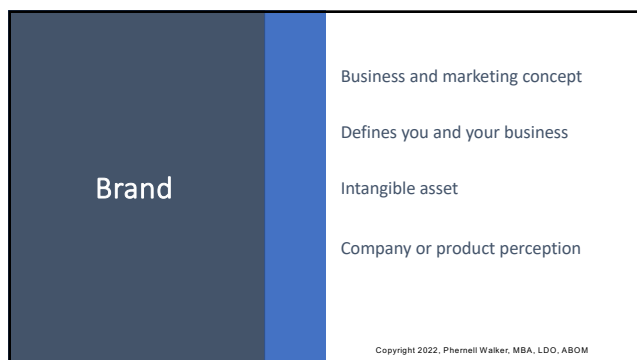 Brand
Business and marketing concept
Defines you and your business
Intangible asset
Company or product perception
Copyright 2022, Phernell Walker, MBA, LDO, ABOM